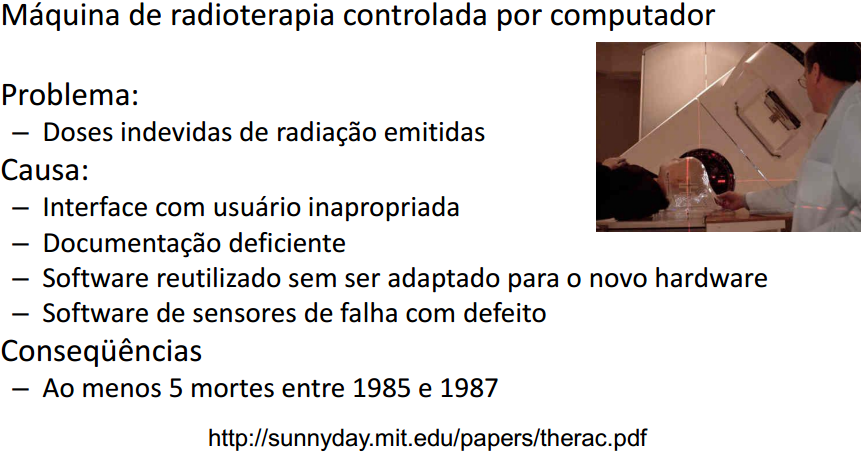 Máquina de radioterapia controlada por computador
Problema:
– Doses indevidas de radiação emitidas
Causa:
– Interface com usuário inapropriada
– Documentação deficiente
– Software reutilizado sem ser adaptado para o novo hardware
– Software de sensores de falha com defeito
Conseqüências
– Ao menos 5 mortes entre 1985 e 1987
http://sunnyday.mit.edu/papers/therac.pdf